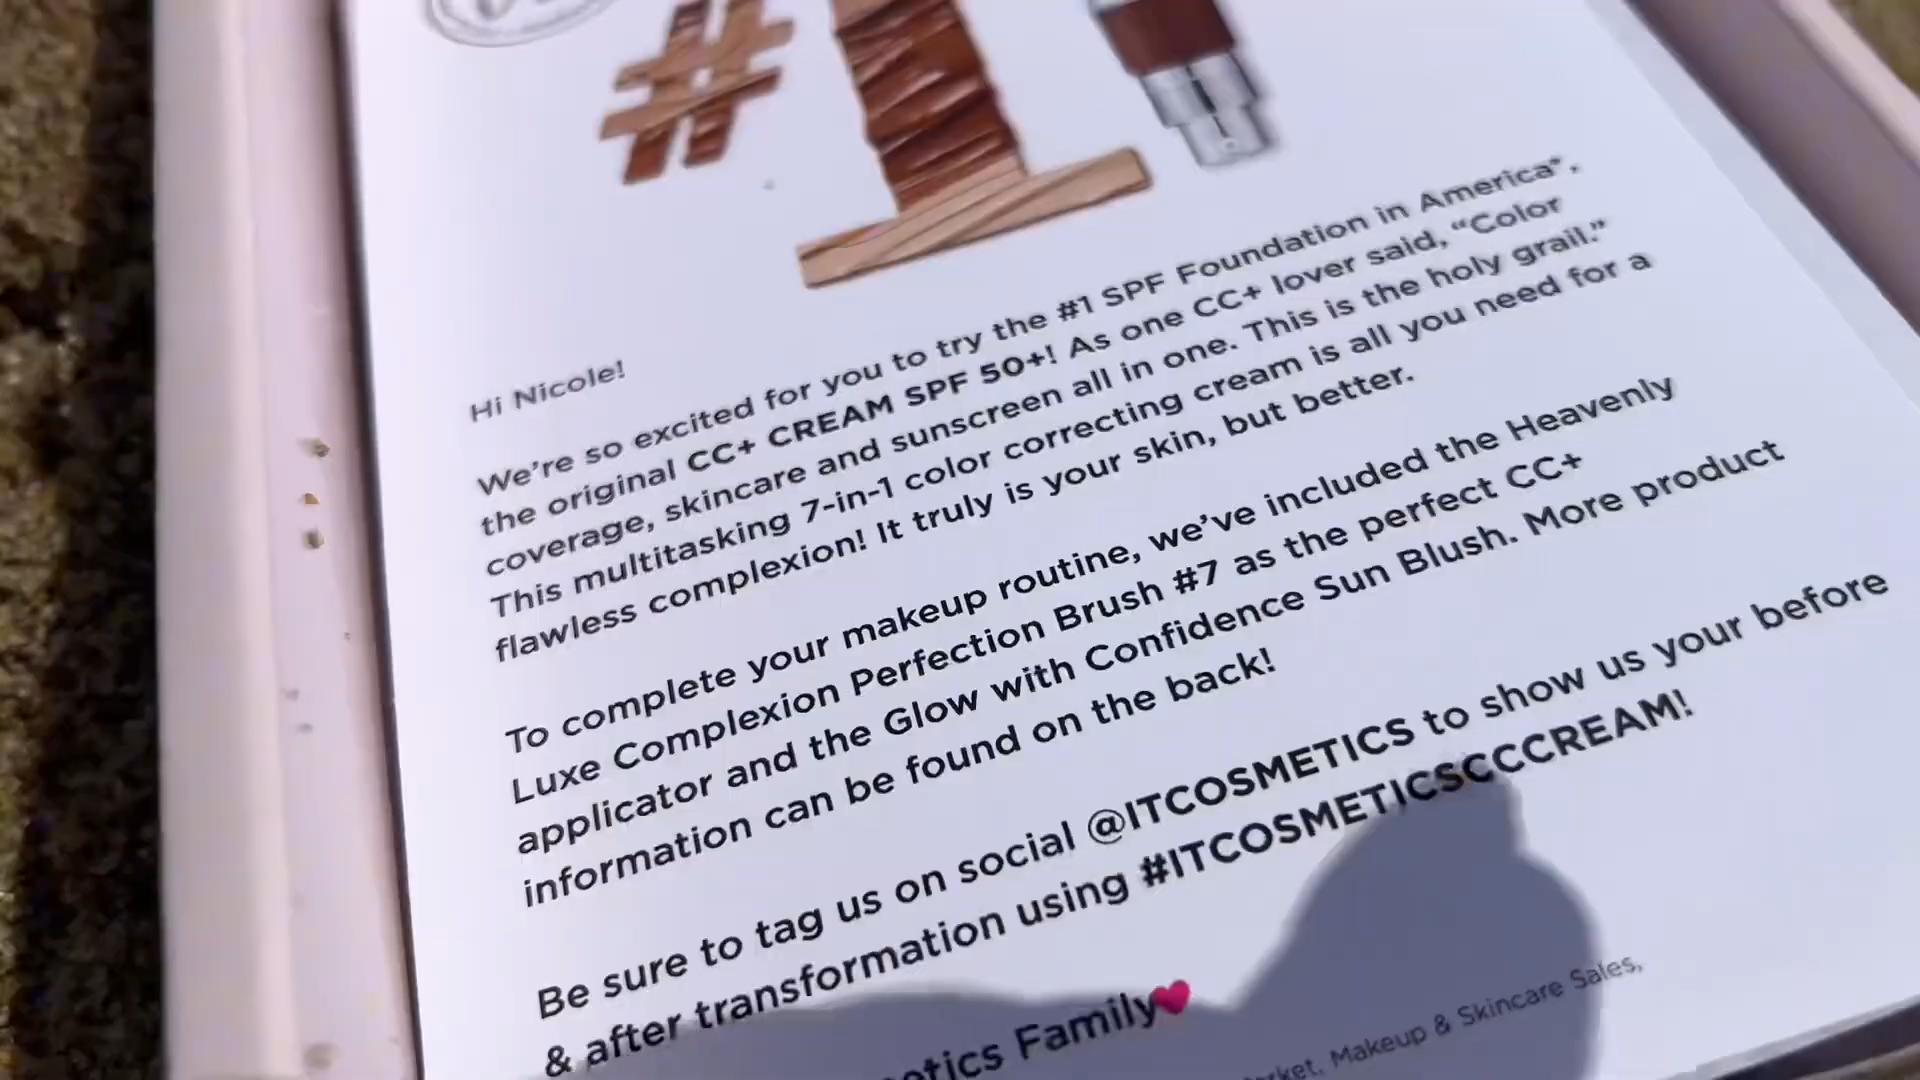 #1
Hi Nicole!
We're so excited for you to try the #1 SPF Foundation in America*,
the original CC+ CREAM SPF 50+! As one CC+ lover said, “Color
coverage, skincare and sunscreen all in one. This is the holy grail.”
This multitasking 7-in-1 color correcting cream is all you need for a
flawless complexion! It truly is your skin, but better.
To complete your makeup routine, we've included the Heavenly
Luxe Complexion Perfection Brush #7 as the perfect CC+
applicator and the Glow with Confidence Sun Blush. More product
information can be found on the back!
Be sure to tag us on social @ITCOSMETICS to show us your before
& after transformation using #ITCOSMETICSCCCREAM!
Family
Makeup & Skincare Sales,